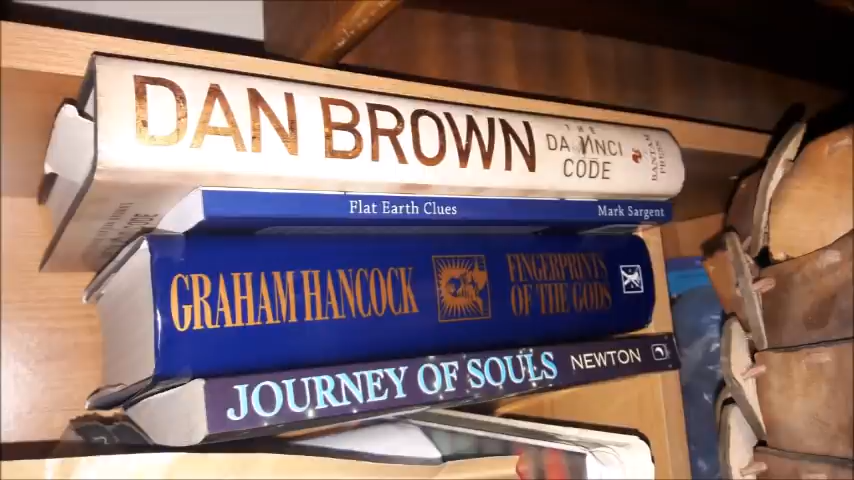 DAN BROWN
THE
DA VINCI
CODE
BANTAM
PRESS
Flat Earth Clues
Mark Sargent
GRAHAM HANCOCK
FINGERPRINTS
OF THE GODS
JOURNEY OF SOULS
NEWTON